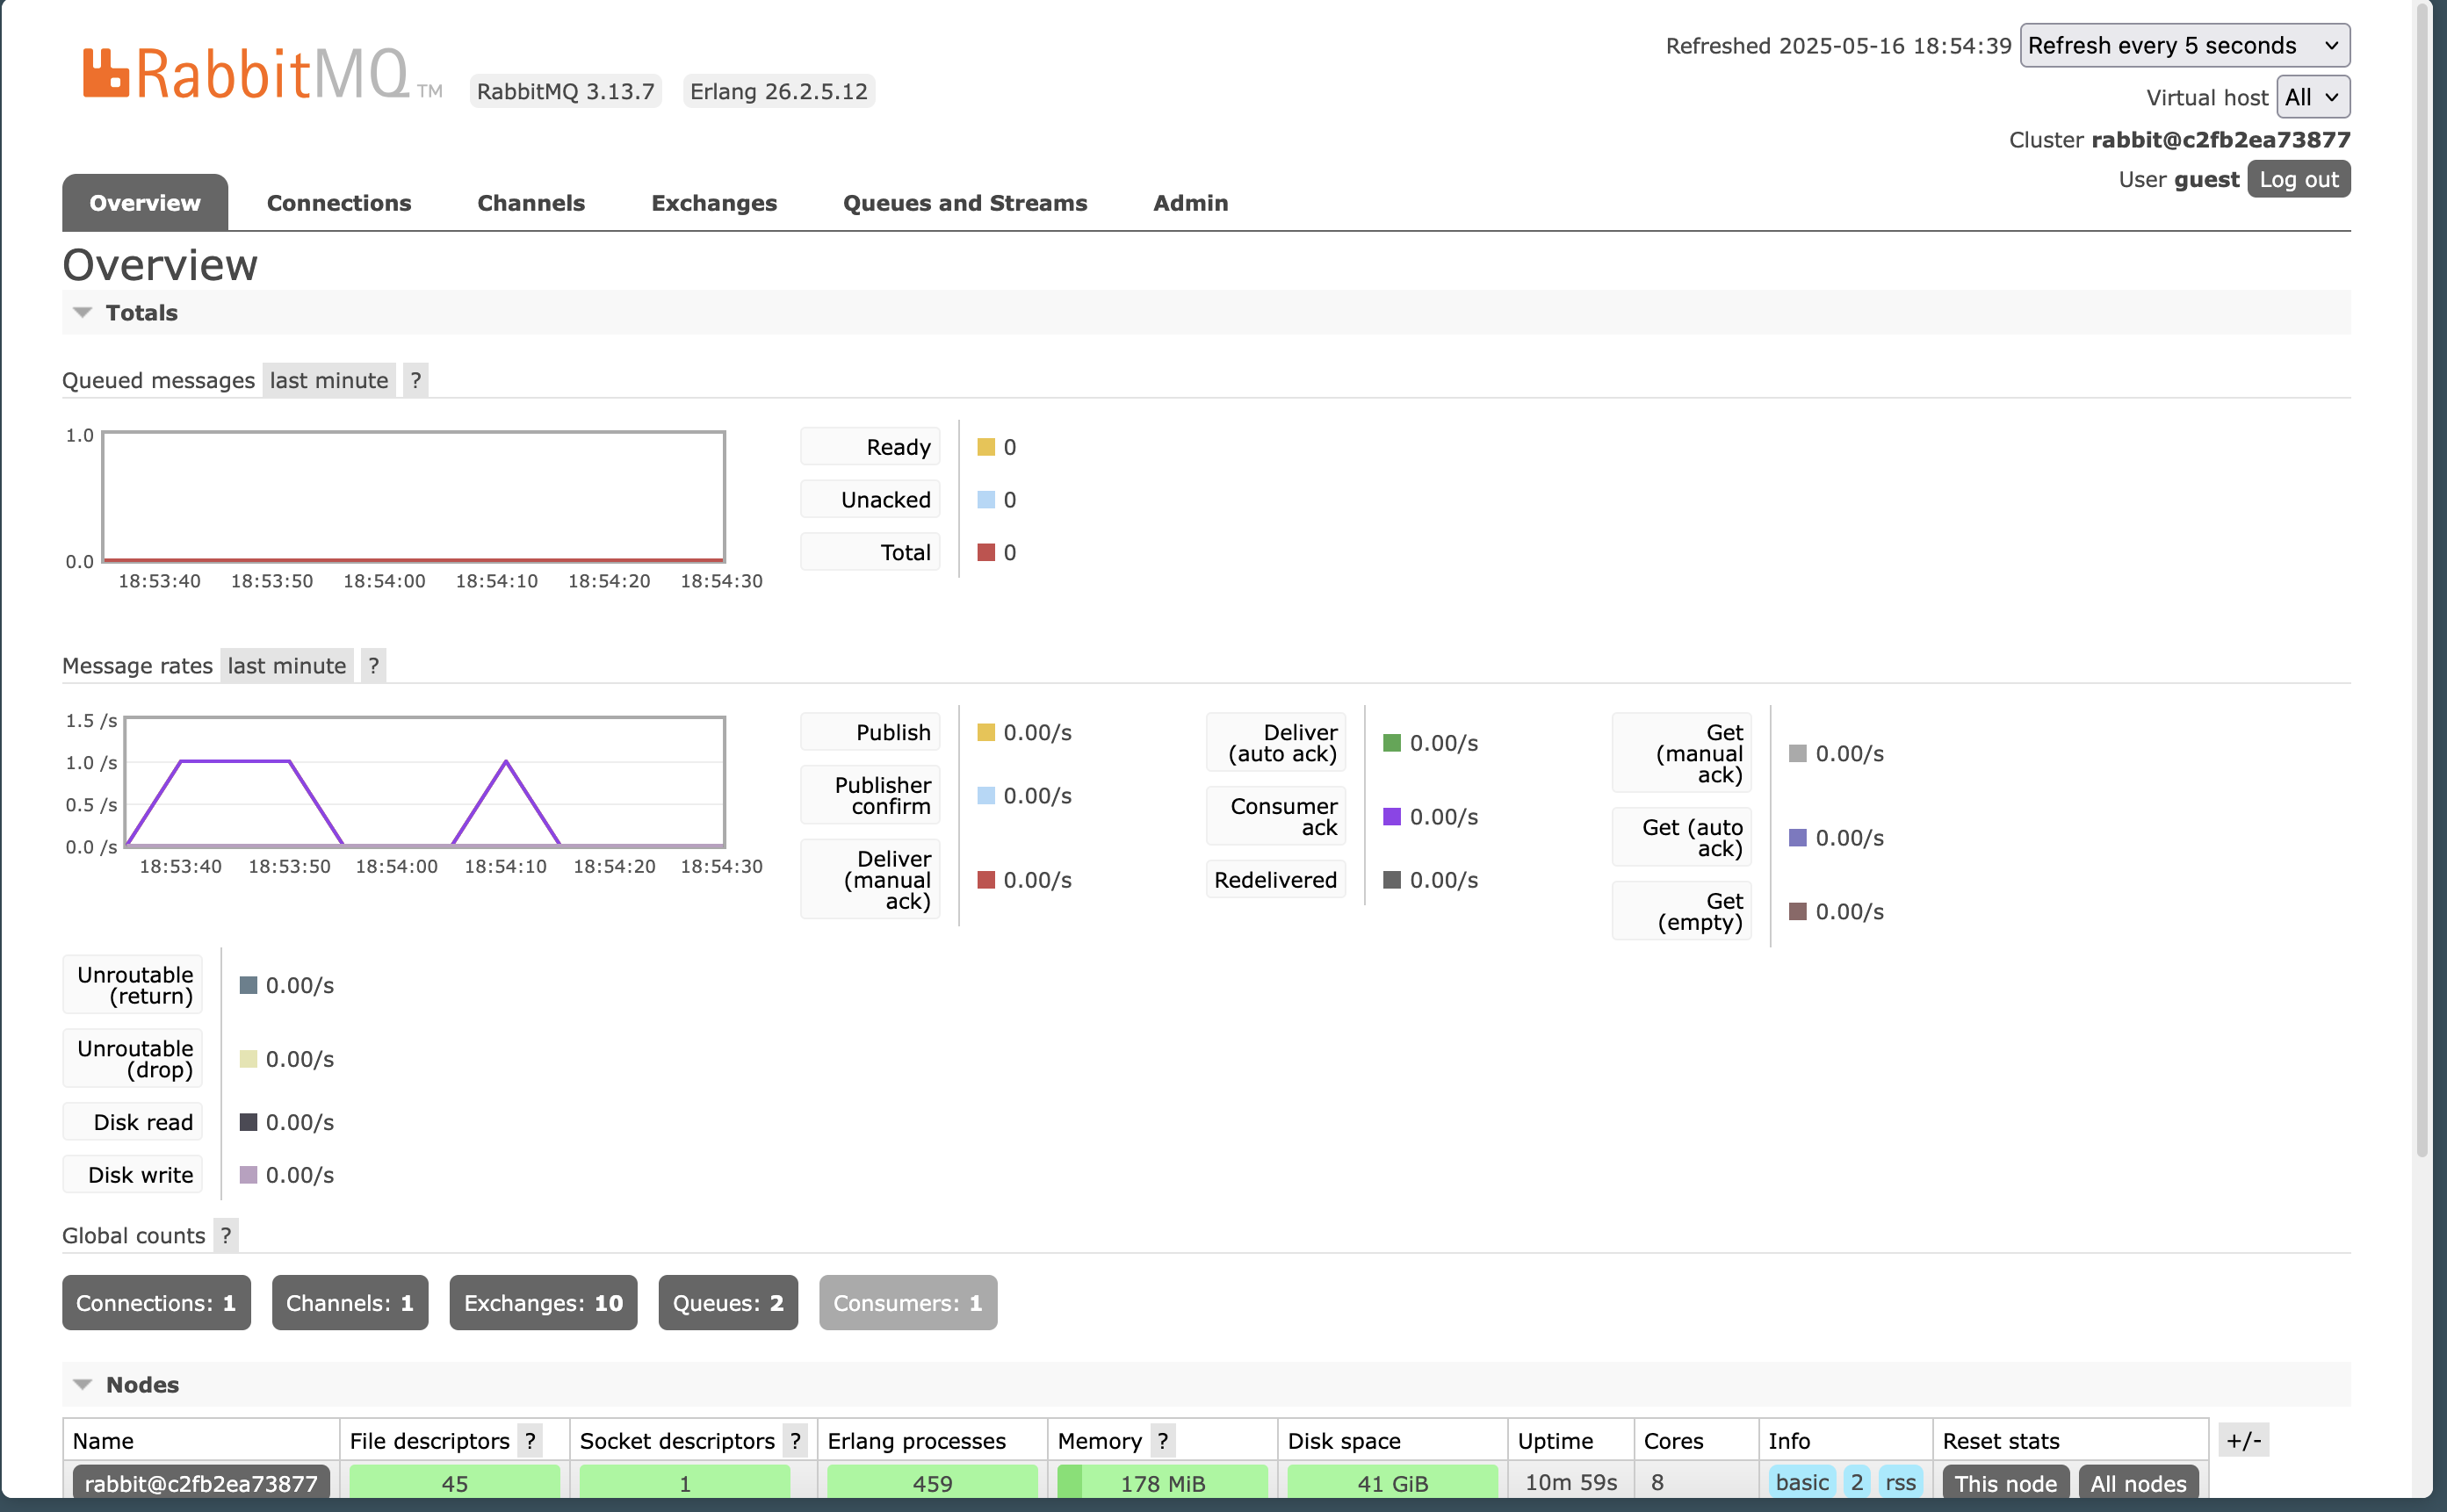 RabbitMQ TM RabbitMQ 3.13.7 Erlang 26.2.5.12
Refreshed 2025-05-16 18:54:39 Refresh every 5 seconds
Virtual host All
Cluster rabbit@c2fb2ea73877
User guest Log out
Overview Connections Channels Exchanges Queues and Streams Admin
Overview
Totals
Queued messages last minute ?
1.0
0.0
18:53:40 18:53:50 18:54:00 18:54:10 18:54:20 18:54:30
Ready 0
Unacked 0
Total 0
Message rates last minute ?
1.5 /s
1.0 /s
0.5 /s
0.0 /s
18:53:40 18:53:50 18:54:00 18:54:10 18:54:20 18:54:30
Publish 0.00/s
Publisher
confirm 0.00/s
Deliver
(manual
ack) 0.00/s
Deliver
(auto ack) 0.00/s
Consumer
ack 0.00/s
Redelivered 0.00/s
Get
(manual
ack) 0.00/s
Get (auto
ack) 0.00/s
Get
(empty) 0.00/s
Unroutable
(return) 0.00/s
Unroutable
(drop) 0.00/s
Disk read 0.00/s
Disk write 0.00/s
Global counts ?
Connections: 1 Channels: 1 Exchanges: 10 Queues: 2 Consumers: 1
Nodes
Name File descriptors ? Socket descriptors ? Erlang processes Memory ? Disk space Uptime Cores Info Reset stats +/-
rabbit@c2fb2ea73877 45 1 459 178 MiB 41 GiB 10m 59s 8 basic 2 rss This node All nodes